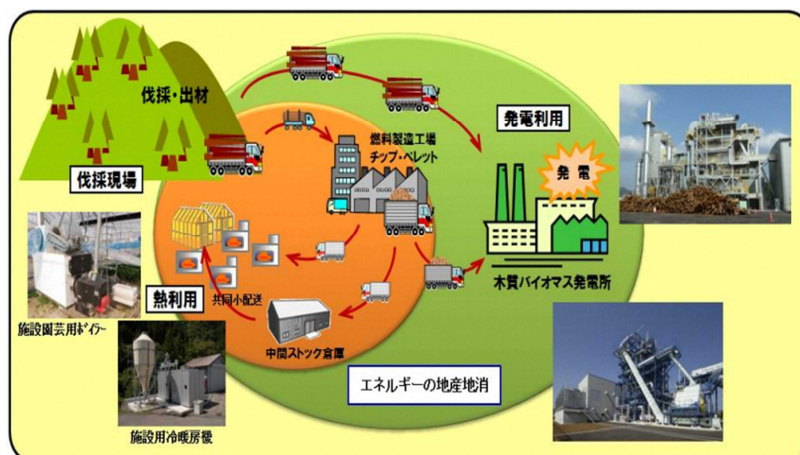 伐採・出材
伐採現場
燃料製造工場
チップ・ペレット
発電利用
発電
木質バイオマス発電所
熱利用
共同小配送
施設園芸用ボイラー
中間ストック倉庫
エネルギーの地産地消
施設用冷暖房機